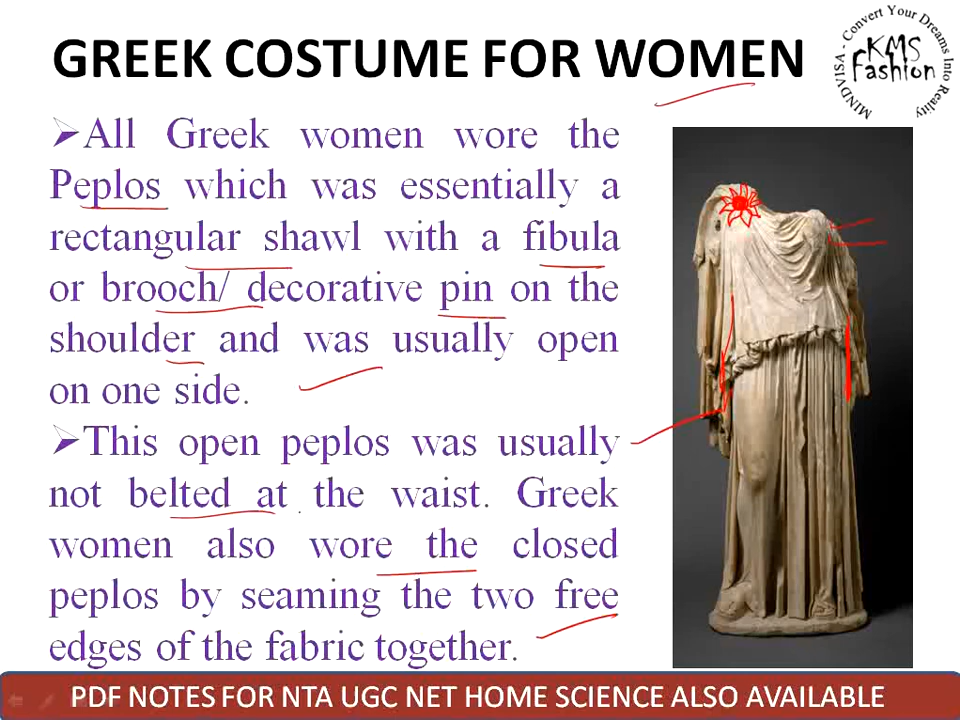 GREEK COSTUME FOR WOMEN
MINDVISA - Convert Your Dreams Into Reality
KMS
Fashion
➢All Greek women wore the
Peplos which was essentially a
rectangular shawl with a fibula
or brooch/ decorative pin on the
shoulder and was usually open
on one side.
➢This open peplos was usually
not belted at the waist. Greek
women also wore the closed
peplos by seaming the two free
edges of the fabric together.
PDF NOTES FOR NTA UGC NET HOME SCIENCE ALSO AVAILABLE